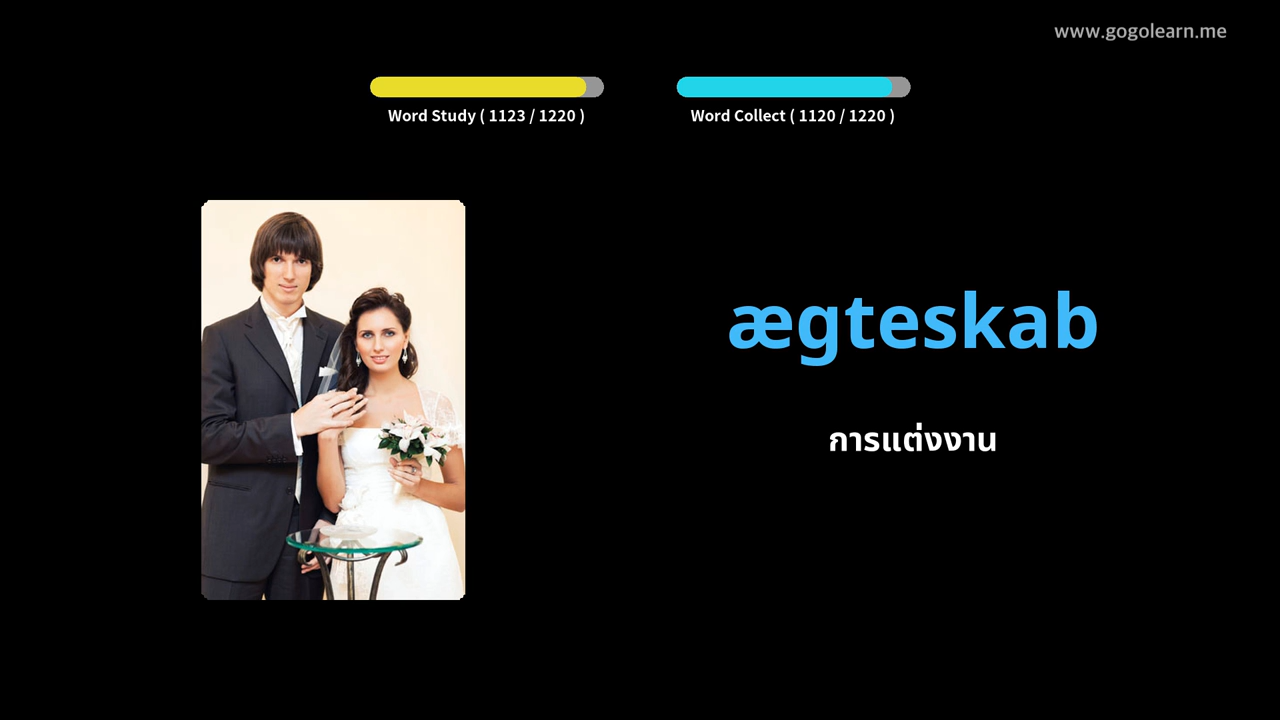 www.gogolearn.me
Word Study ( 1123 / 1220 )
Word Collect ( 1120 / 1220 )
ægteskab
การแต่งงาน